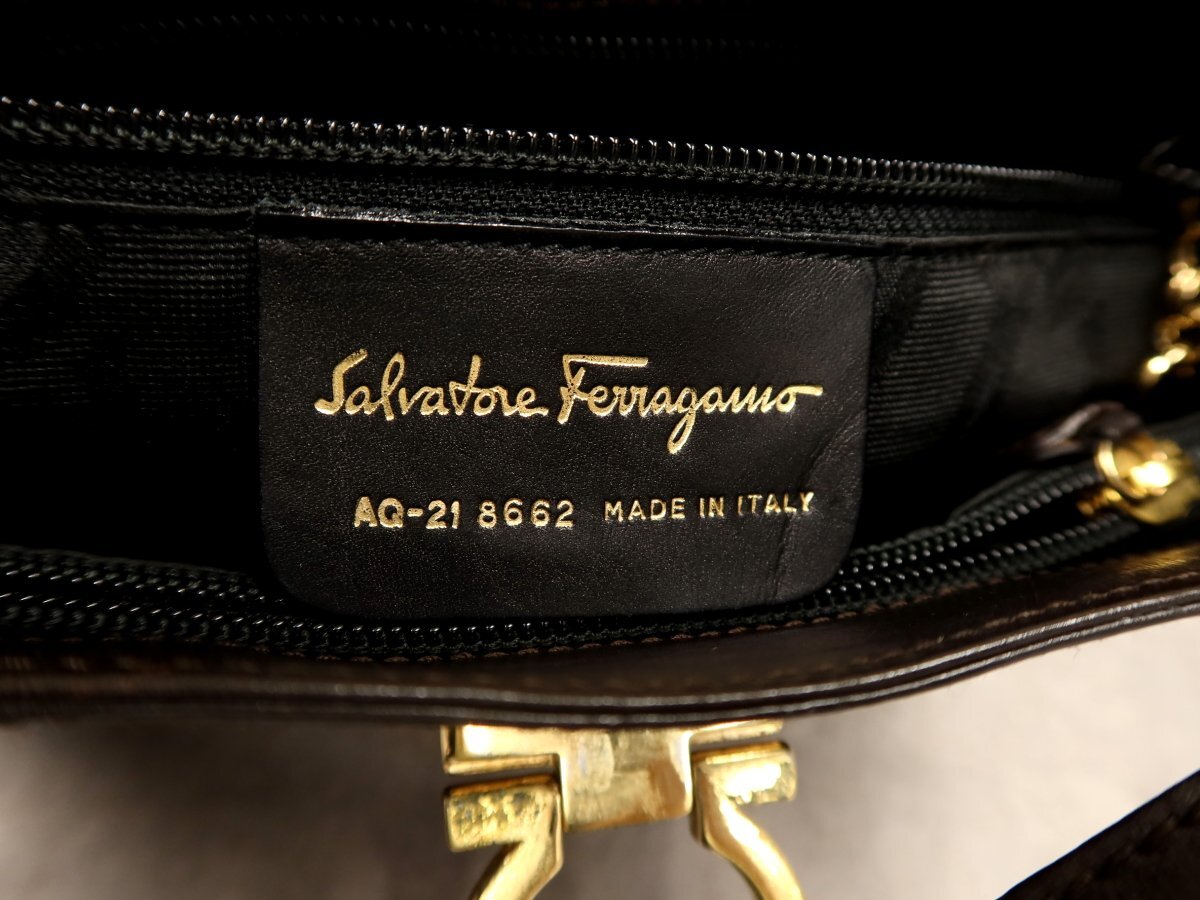 Salvatore Ferragamo
AQ-21 8662 MADE IN ITALY